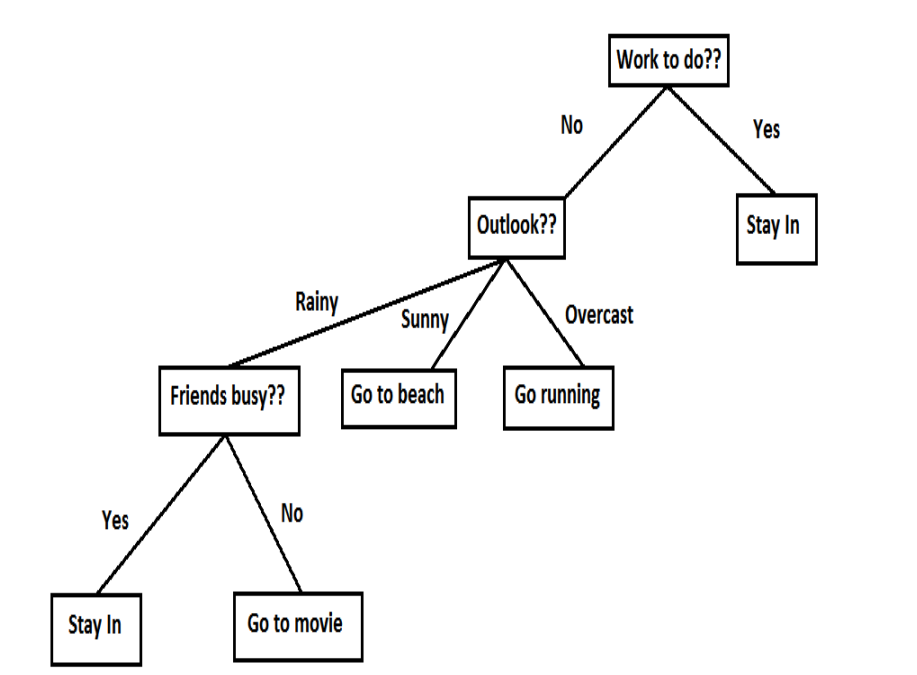 Work to do??
No
Yes
Outlook??
Stay In
Rainy
Sunny
Overcast
Friends busy??
Go to beach
Go running
Yes
No
Stay In
Go to movie